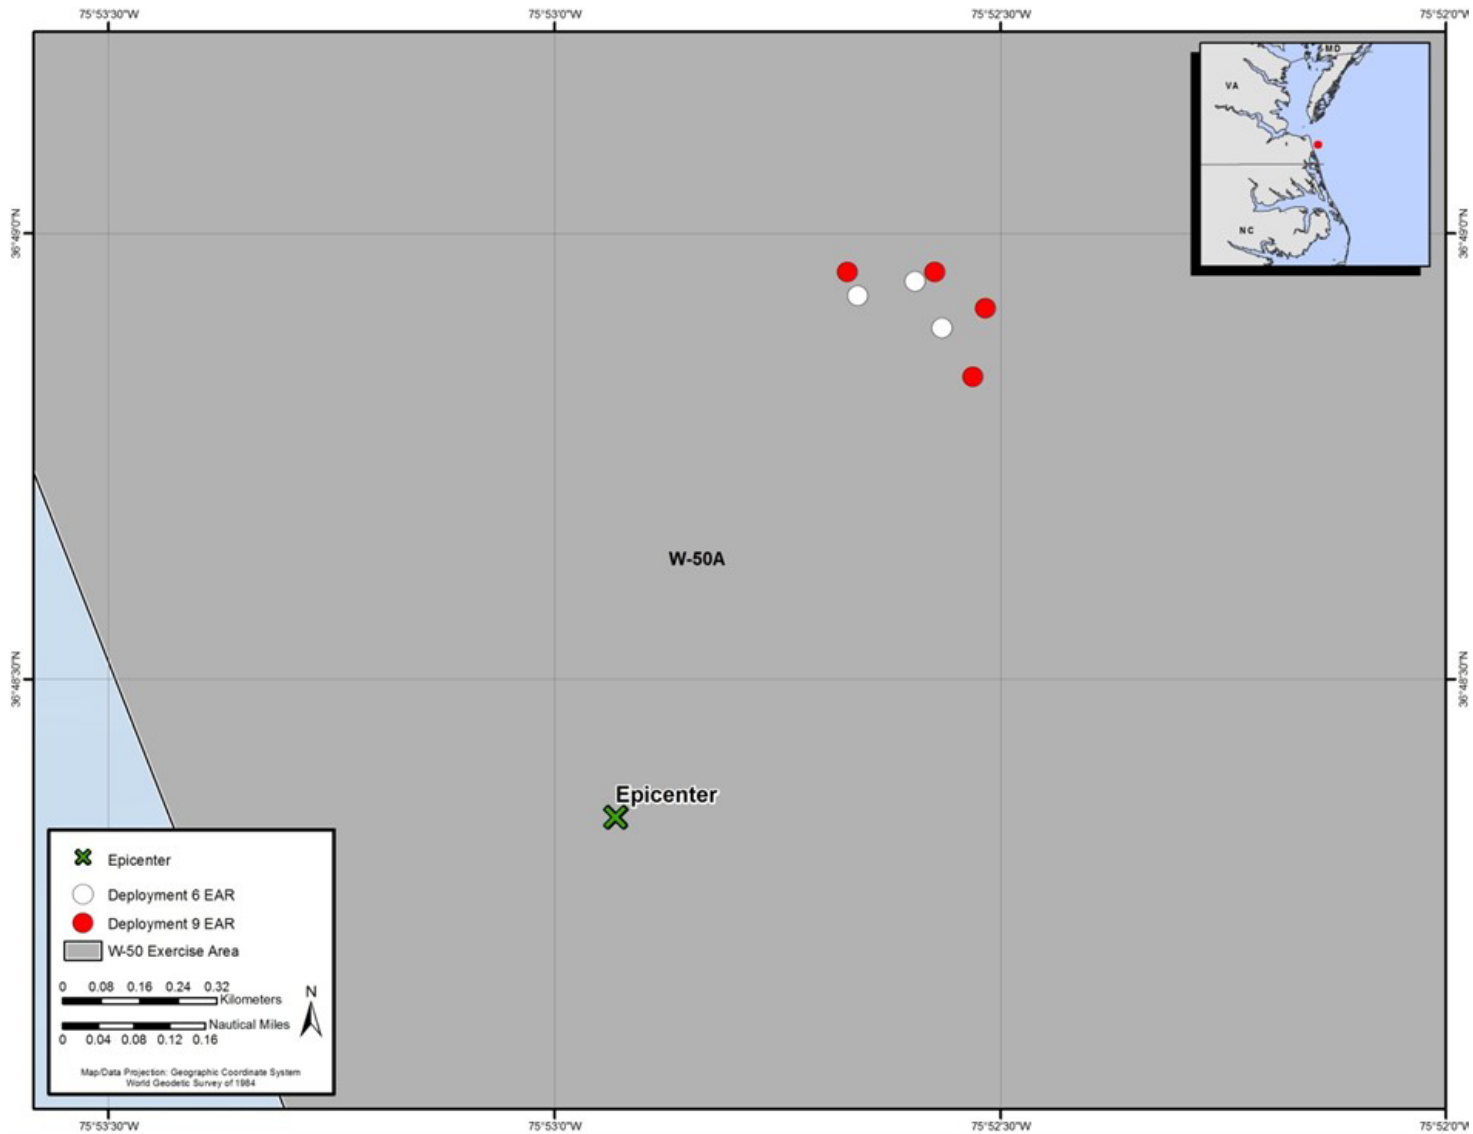 75°53'30"W 75°53'0"W 75°52'30"W 75°52'0"W
MD
VA
NC
36°49'0"N 36°49'0"N
W-50A
36°48'30"N 36°48'30"N
Epicenter
Epicenter
Deployment 6 EAR
Deployment 9 EAR
W-50 Exercise Area
0 0.08 0.16 0.24 0.32
Kilometers
N
Nautical Miles
0 0.04 0.08 0.12 0.16
Map/Data Projection: Geographic Coordinate System
World Geodetic Survey of 1984
75°53'30"W 75°53'0"W 75°52'30"W 75°52'0"W